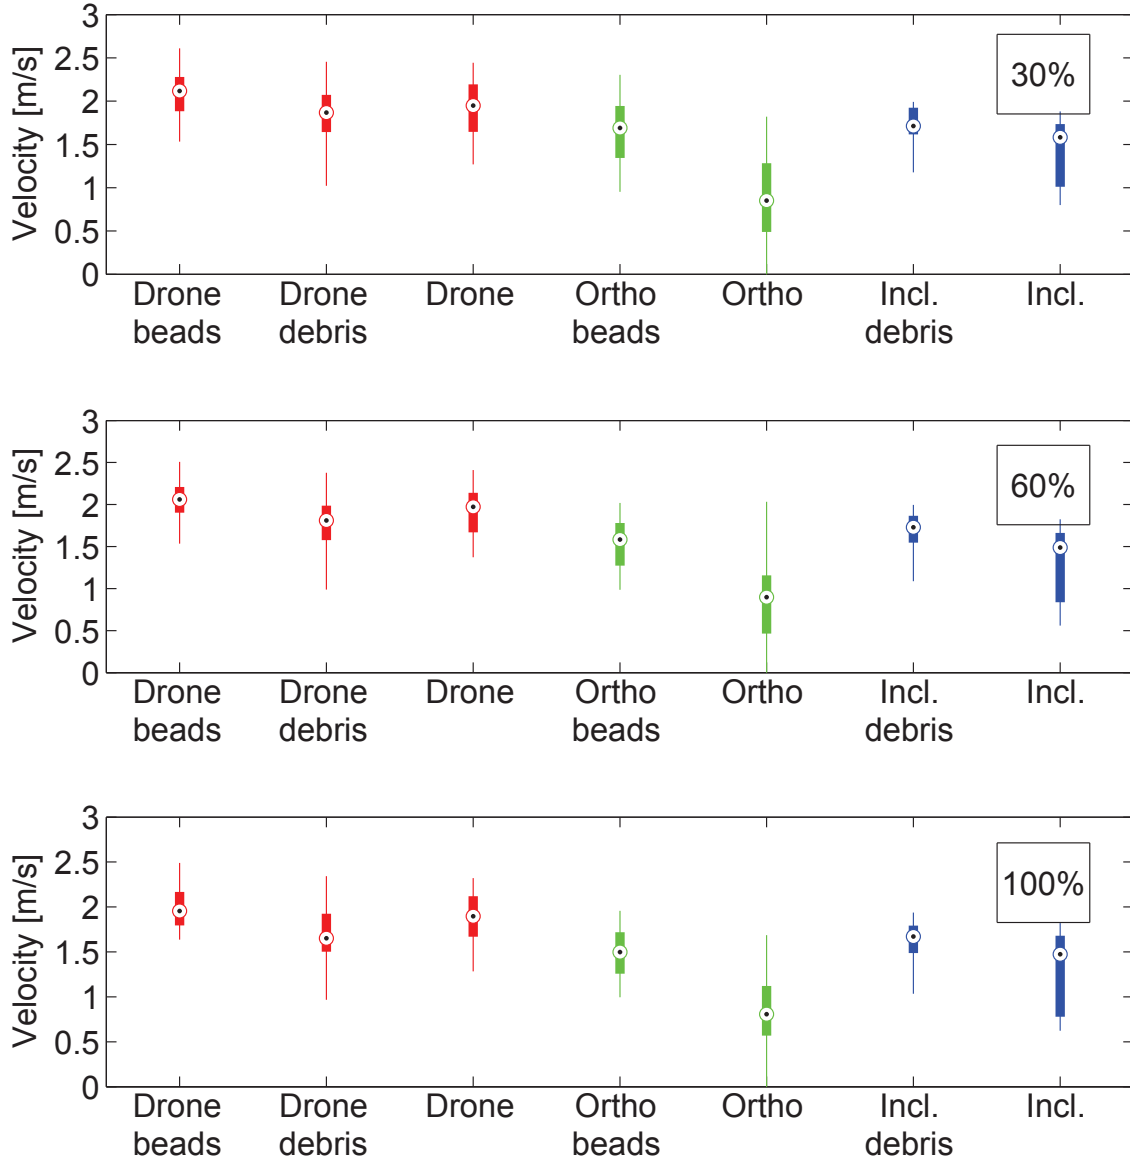 3
2.5
2
1.5
1
0.5
0
Velocity [m/s]
30%
Drone Drone Drone Ortho Ortho Incl. Incl.
beads debris beads debris
3
2.5
2
1.5
1
0.5
0
Velocity [m/s]
60%
Drone Drone Drone Ortho Ortho Incl. Incl.
beads debris beads debris
3
2.5
2
1.5
1
0.5
0
Velocity [m/s]
100%
Drone Drone Drone Ortho Ortho Incl. Incl.
beads debris beads debris